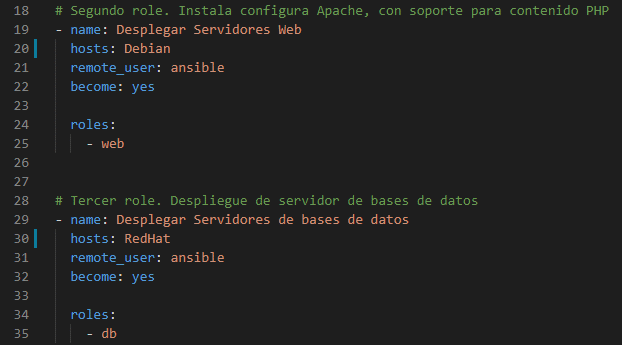 18 # Segundo role. Instala configura Apache, con soporte para contenido PHP
19 - name: Desplegar Servidores Web
20 hosts: Debian
21 remote_user: ansible
22 become: yes
23
24 roles:
25 - web
26
27
28 # Tercer role. Despliegue de servidor de bases de datos
29 - name: Desplegar Servidores de bases de datos
30 hosts: RedHat
31 remote_user: ansible
32 become: yes
33
34 roles:
35 - db